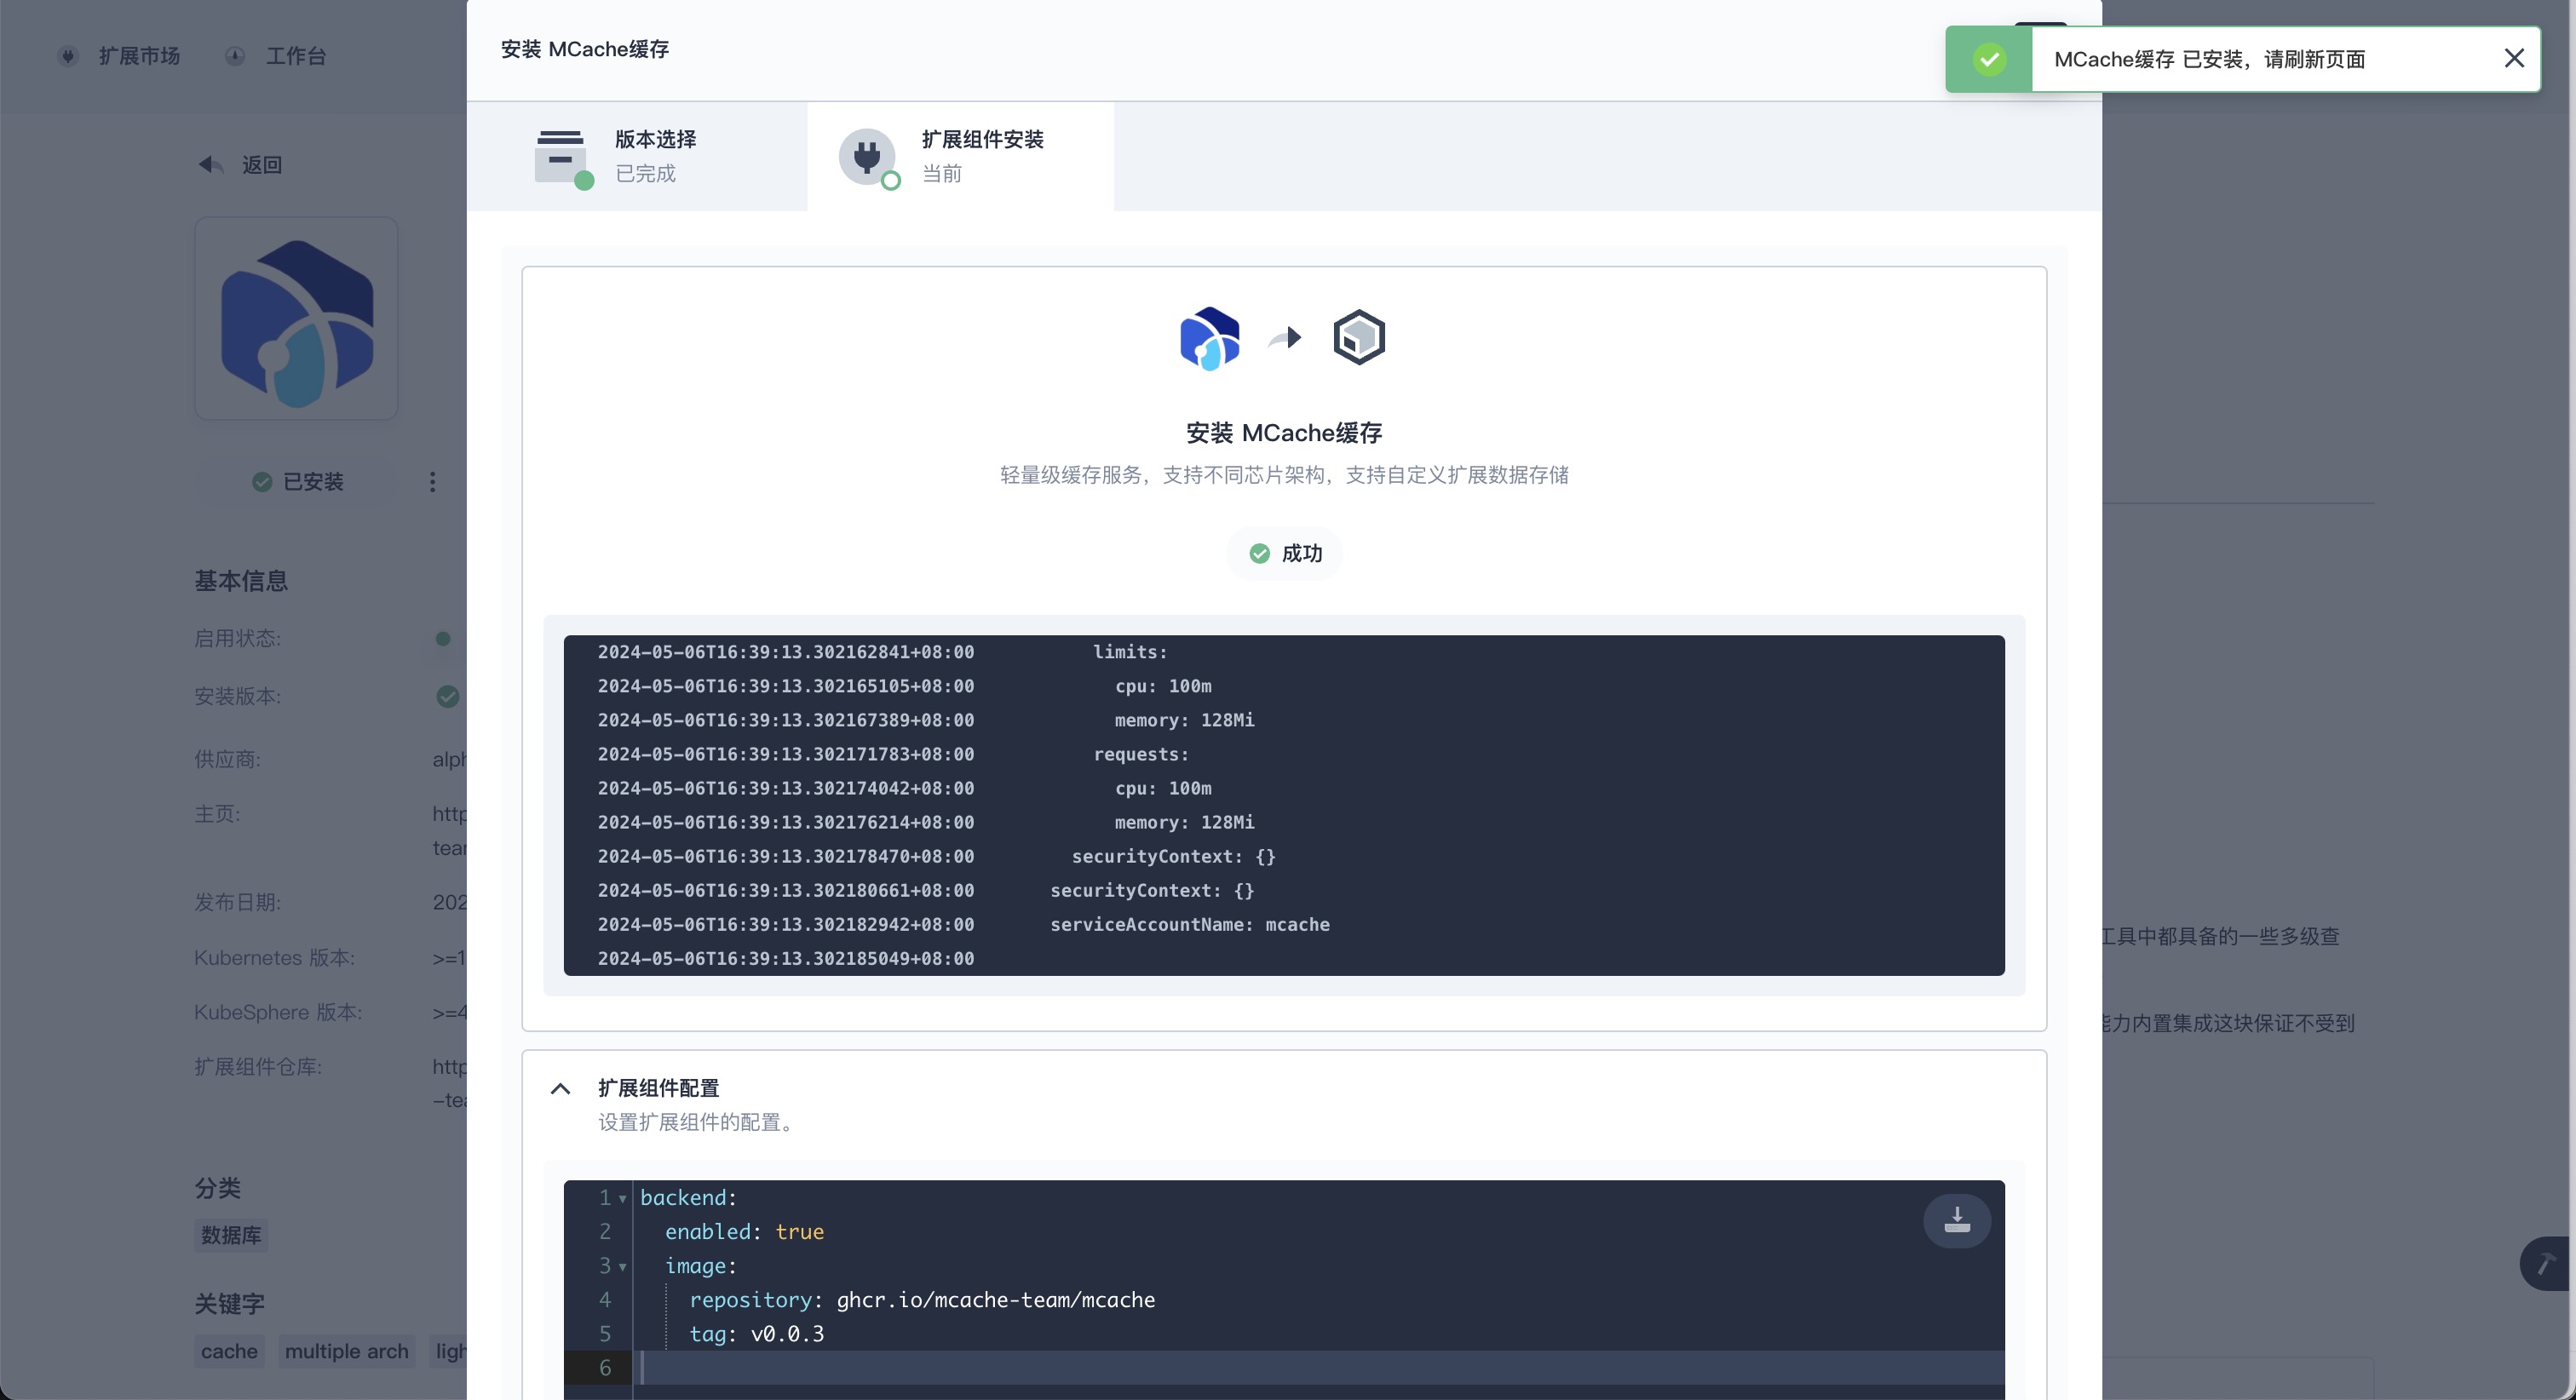 扩展市场
工作台
安装 MCache缓存
MCache缓存 已安装，请刷新页面
版本选择
已完成
扩展组件安装
当前
返回
已安装
基本信息
启用状态:
安装版本:
供应商:
alph
主页:
http
tear
发布日期:
202
Kubernetes 版本:
>=1
KubeSphere 版本:
>=4
扩展组件仓库:
http
-tea
分类
数据库
关键字
cache
multiple arch
ligh
安装 MCache缓存
轻量级缓存服务，支持不同芯片架构，支持自定义扩展数据存储
成功
2024-05-06T16:39:13.302162841+08:00 limits:
2024-05-06T16:39:13.302165105+08:00 cpu: 100m
2024-05-06T16:39:13.302167389+08:00 memory: 128Mi
2024-05-06T16:39:13.302171783+08:00 requests:
2024-05-06T16:39:13.302174042+08:00 cpu: 100m
2024-05-06T16:39:13.302176214+08:00 memory: 128Mi
2024-05-06T16:39:13.302178470+08:00 securityContext: {}
2024-05-06T16:39:13.302180661+08:00 securityContext: {}
2024-05-06T16:39:13.302182942+08:00 serviceAccountName: mcache
2024-05-06T16:39:13.302185049+08:00
扩展组件配置
设置扩展组件的配置。
1 backend:
2 enabled: true
3 image:
4 repository: ghcr.io/mcache-team/mcache
5 tag: v0.0.3
6
工具中都具备的一些多级查
能力内置集成这块保证不受到